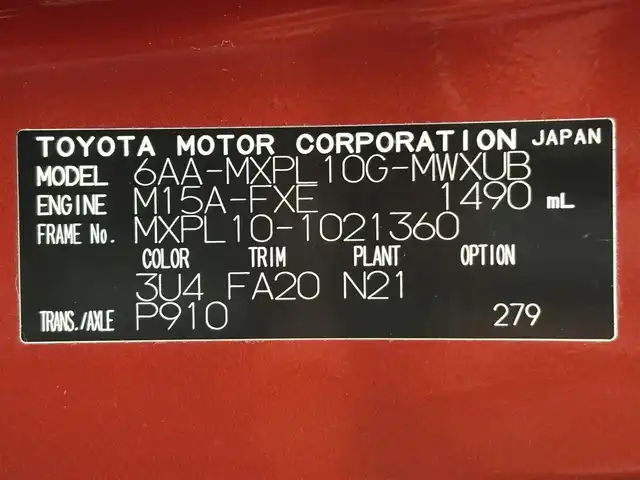 TOYOTA MOTOR CORPORATION JAPAN
MODEL 6AA-MXPL10G-MWXUB
ENGINE M15A-FXE 1490 mL
FRAME No. MXPL10-1021360
COLOR TRIM PLANT OPTION
3U4 FA20 N21
TRANS./AXLE P910 279